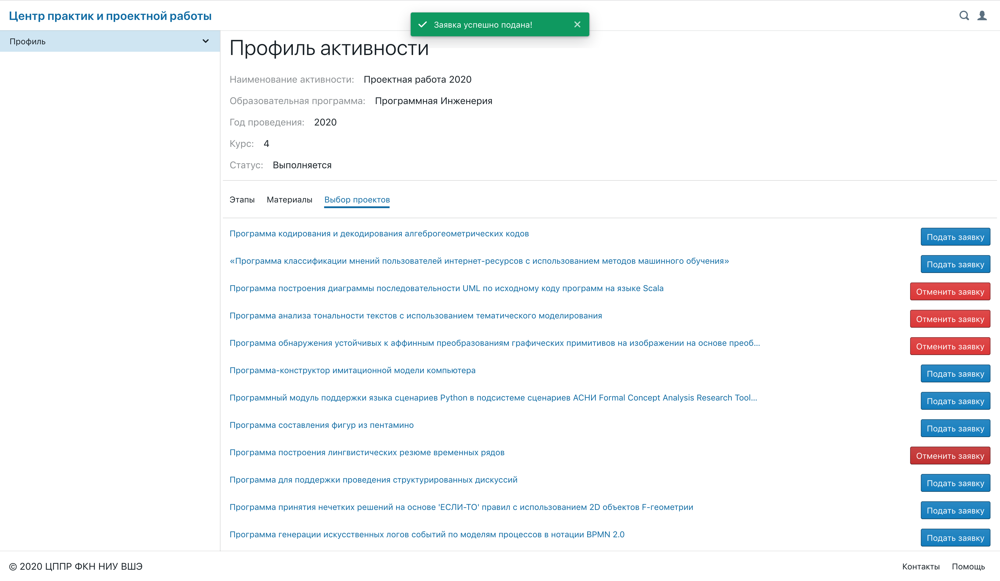 Центр практик и проектной работы
Заявка успешно подана!
Профиль
Профиль активности
Наименование активности: Проектная работа 2020
Образовательная программа: Программная Инженерия
Год проведения: 2020
Курс: 4
Статус: Выполняется
Этапы Материалы Выбор проектов
Программа кодирования и декодирования алгеброгеометрических кодов Подать заявку
«Программа классификации мнений пользователей интернет-ресурсов с использованием методов машинного обучения» Подать заявку
Программа построения диаграммы последовательности UML по исходному коду программ на языке Scala Отменить заявку
Программа анализа тональности текстов с использованием тематического моделирования Отменить заявку
Программа обнаружения устойчивых к аффинным преобразованиям графических примитивов на изображении на основе преоб... Отменить заявку
Программа-конструктор имитационной модели компьютера Подать заявку
Программный модуль поддержки языка сценариев Python в подсистеме сценариев АСНИ Formal Concept Analysis Research Tool... Подать заявку
Программа составления фигур из пентамино Подать заявку
Программа построения лингвистических резюме временных рядов Отменить заявку
Программа для поддержки проведения структурированных дискуссий Подать заявку
Программа принятия нечетких решений на основе 'ЕСЛИ-ТО' правил с использованием 2D объектов F-геометрии Подать заявку
Программа генерации искусственных логов событий по моделям процессов в нотации BPMN 2.0 Подать заявку
© 2020 ЦППР ФКН НИУ ВШЭ Контакты Помощь